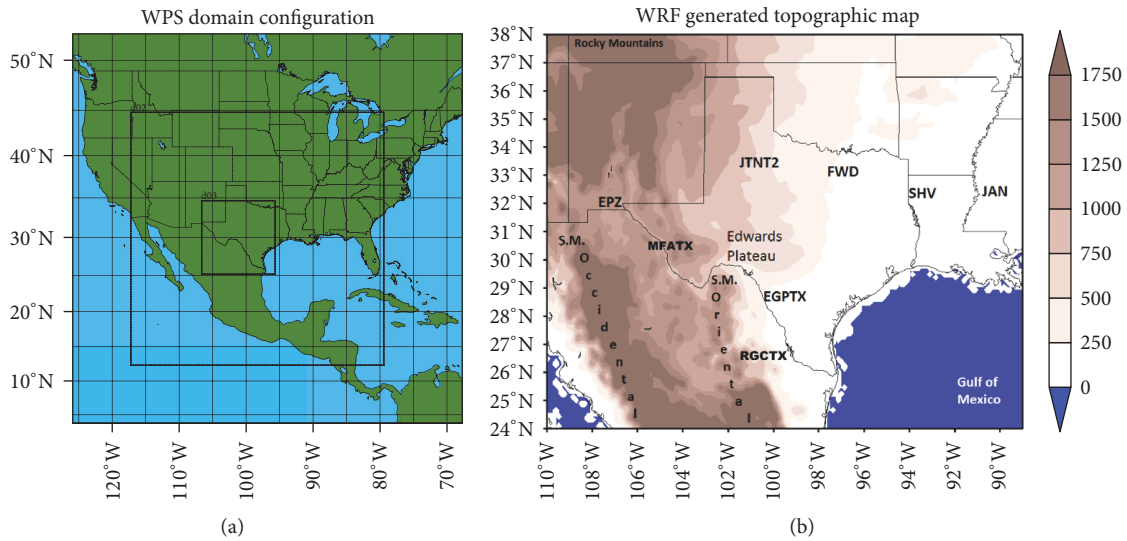 WPS domain configuration
50°N
40°N
30°N
20°N
10°N
120°W
110°W
100°W
90°W
80°W
70°W
d02
d03
(a)
WRF generated topographic map
38°N
37°N
36°N
35°N
34°N
33°N
32°N
31°N
30°N
29°N
28°N
27°N
26°N
25°N
24°N
110°W
108°W
106°W
104°W
102°W
100°W
98°W
96°W
94°W
92°W
90°W
Rocky Mountains
JTNT2
FWD
SHV
JAN
EPZ
S.M. Occidental
MFATX
Edwards
Plateau
S.M. Oriental
EGPTX
RGCTX
Gulf of
Mexico
1750
1500
1250
1000
750
500
250
0
(b)